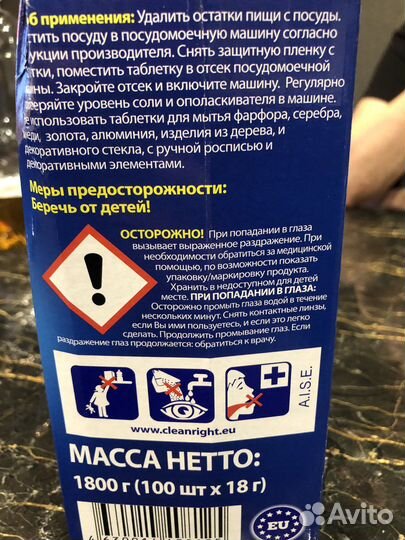 об применения: Удалить остатки пищи с посуды.
стить посуду в посудомоечную машину согласно
рукции производителя. Снять защитную пленку с
тки, поместить таблетку в отсек посудомоечной
ины. Закройте отсек и включите машину. Регулярно
оверяйте уровень соли и ополаскивателя в машине.
е использовать таблетки для мытья фарфора, серебра,
меди, золота, алюминия, изделия из дерева, и
декоративного стекла, с ручной росписью и
декоративными элементами.
Меры предосторожности:
Беречь от детей!
ОСТОРОЖНО! При попадании в глаза
вызывает выраженное раздражение. При
необходимости обратиться за медицинской
помощью, по возможности показать
упаковку/маркировку продукта.
Хранить в недоступном для детей
месте. ПРИ ПОПАДАНИИ В ГЛАЗА:
Осторожно промыть глаза водой в течение
нескольких минут. Снять контактные линзы,
если Вы ими пользуетесь, и если это легко
сделать. Продолжить промывание глаз. Если
раздражение глаз продолжается: обратиться к врачу.
A.I.S.E.
www.cleanright.eu
МАССА НЕТТО:
1800 г (100 шт х 18 г)
EU
Avito